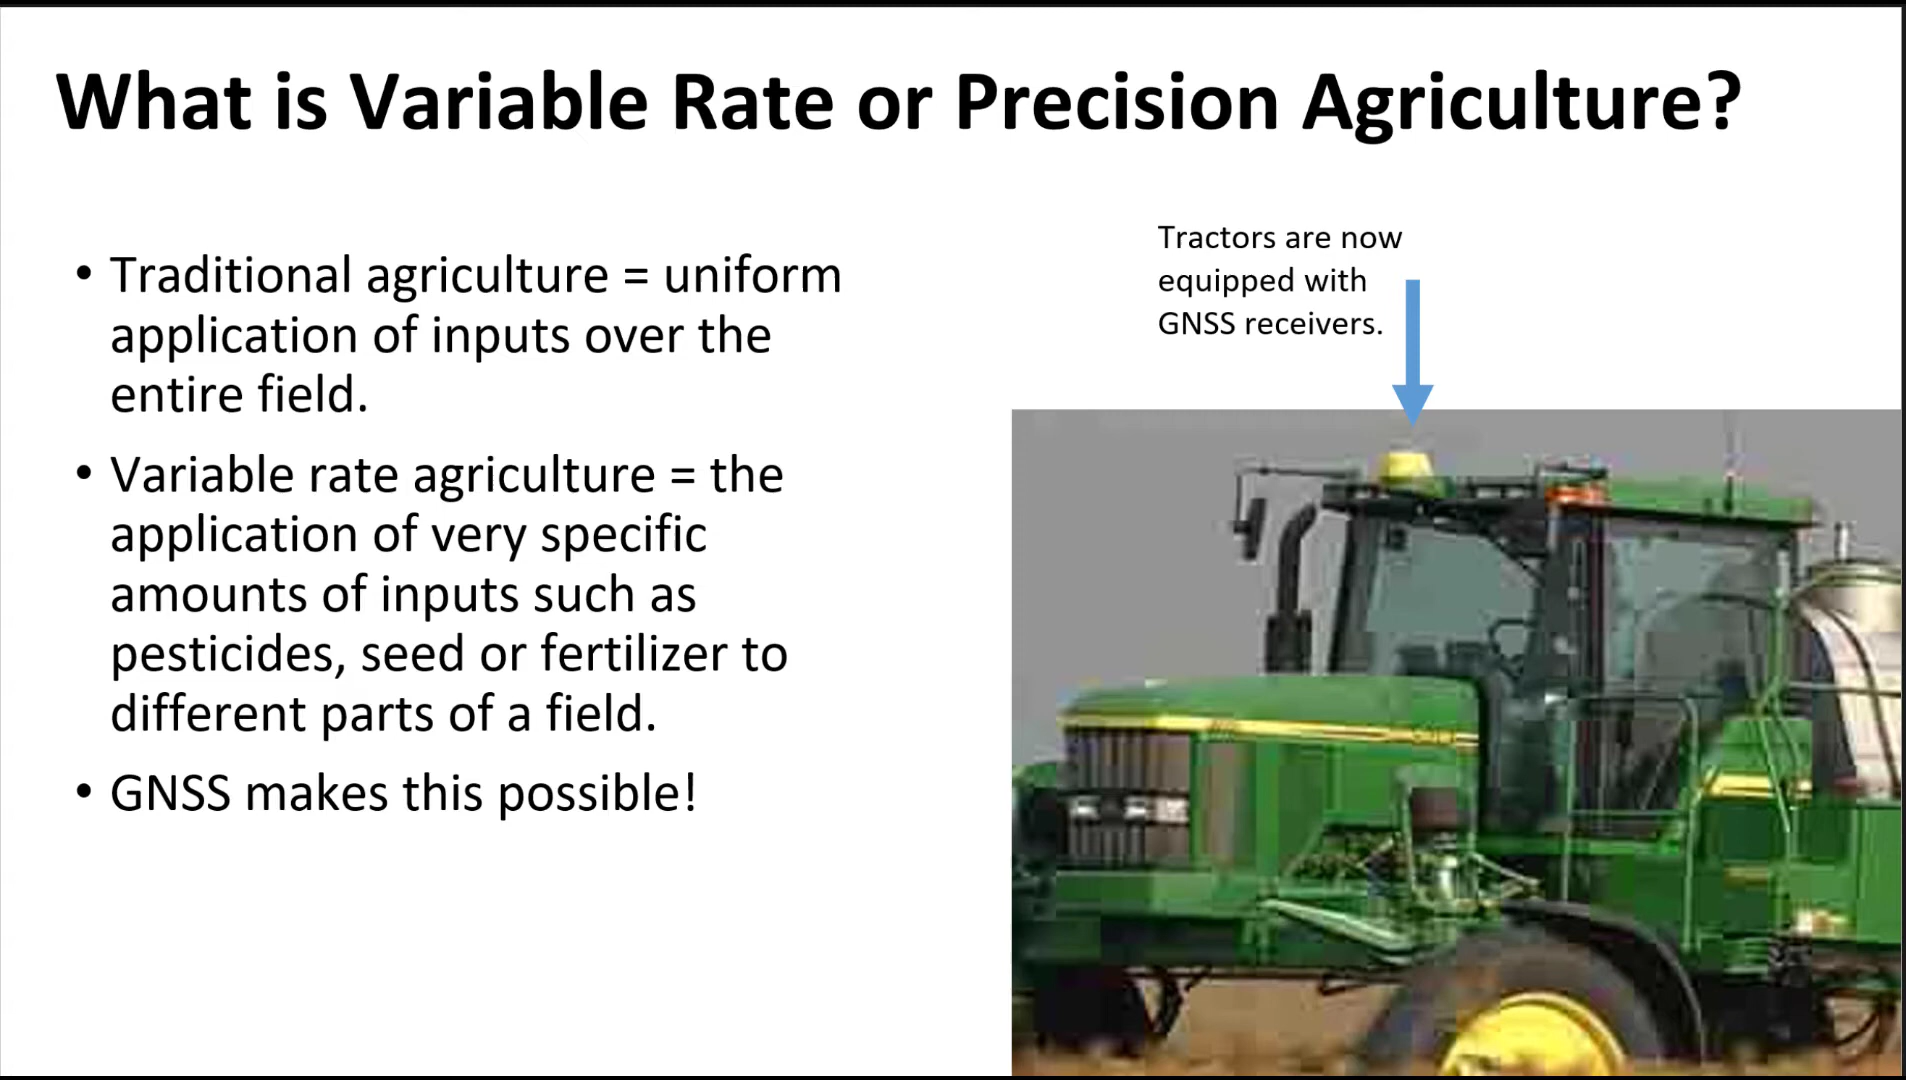 What is Variable Rate or Precision Agriculture?
• Traditional agriculture = uniform
application of inputs over the
entire field.
• Variable rate agriculture = the
application of very specific
amounts of inputs such as
pesticides, seed or fertilizer to
different parts of a field.
• GNSS makes this possible!
Tractors are now
equipped with
GNSS receivers.